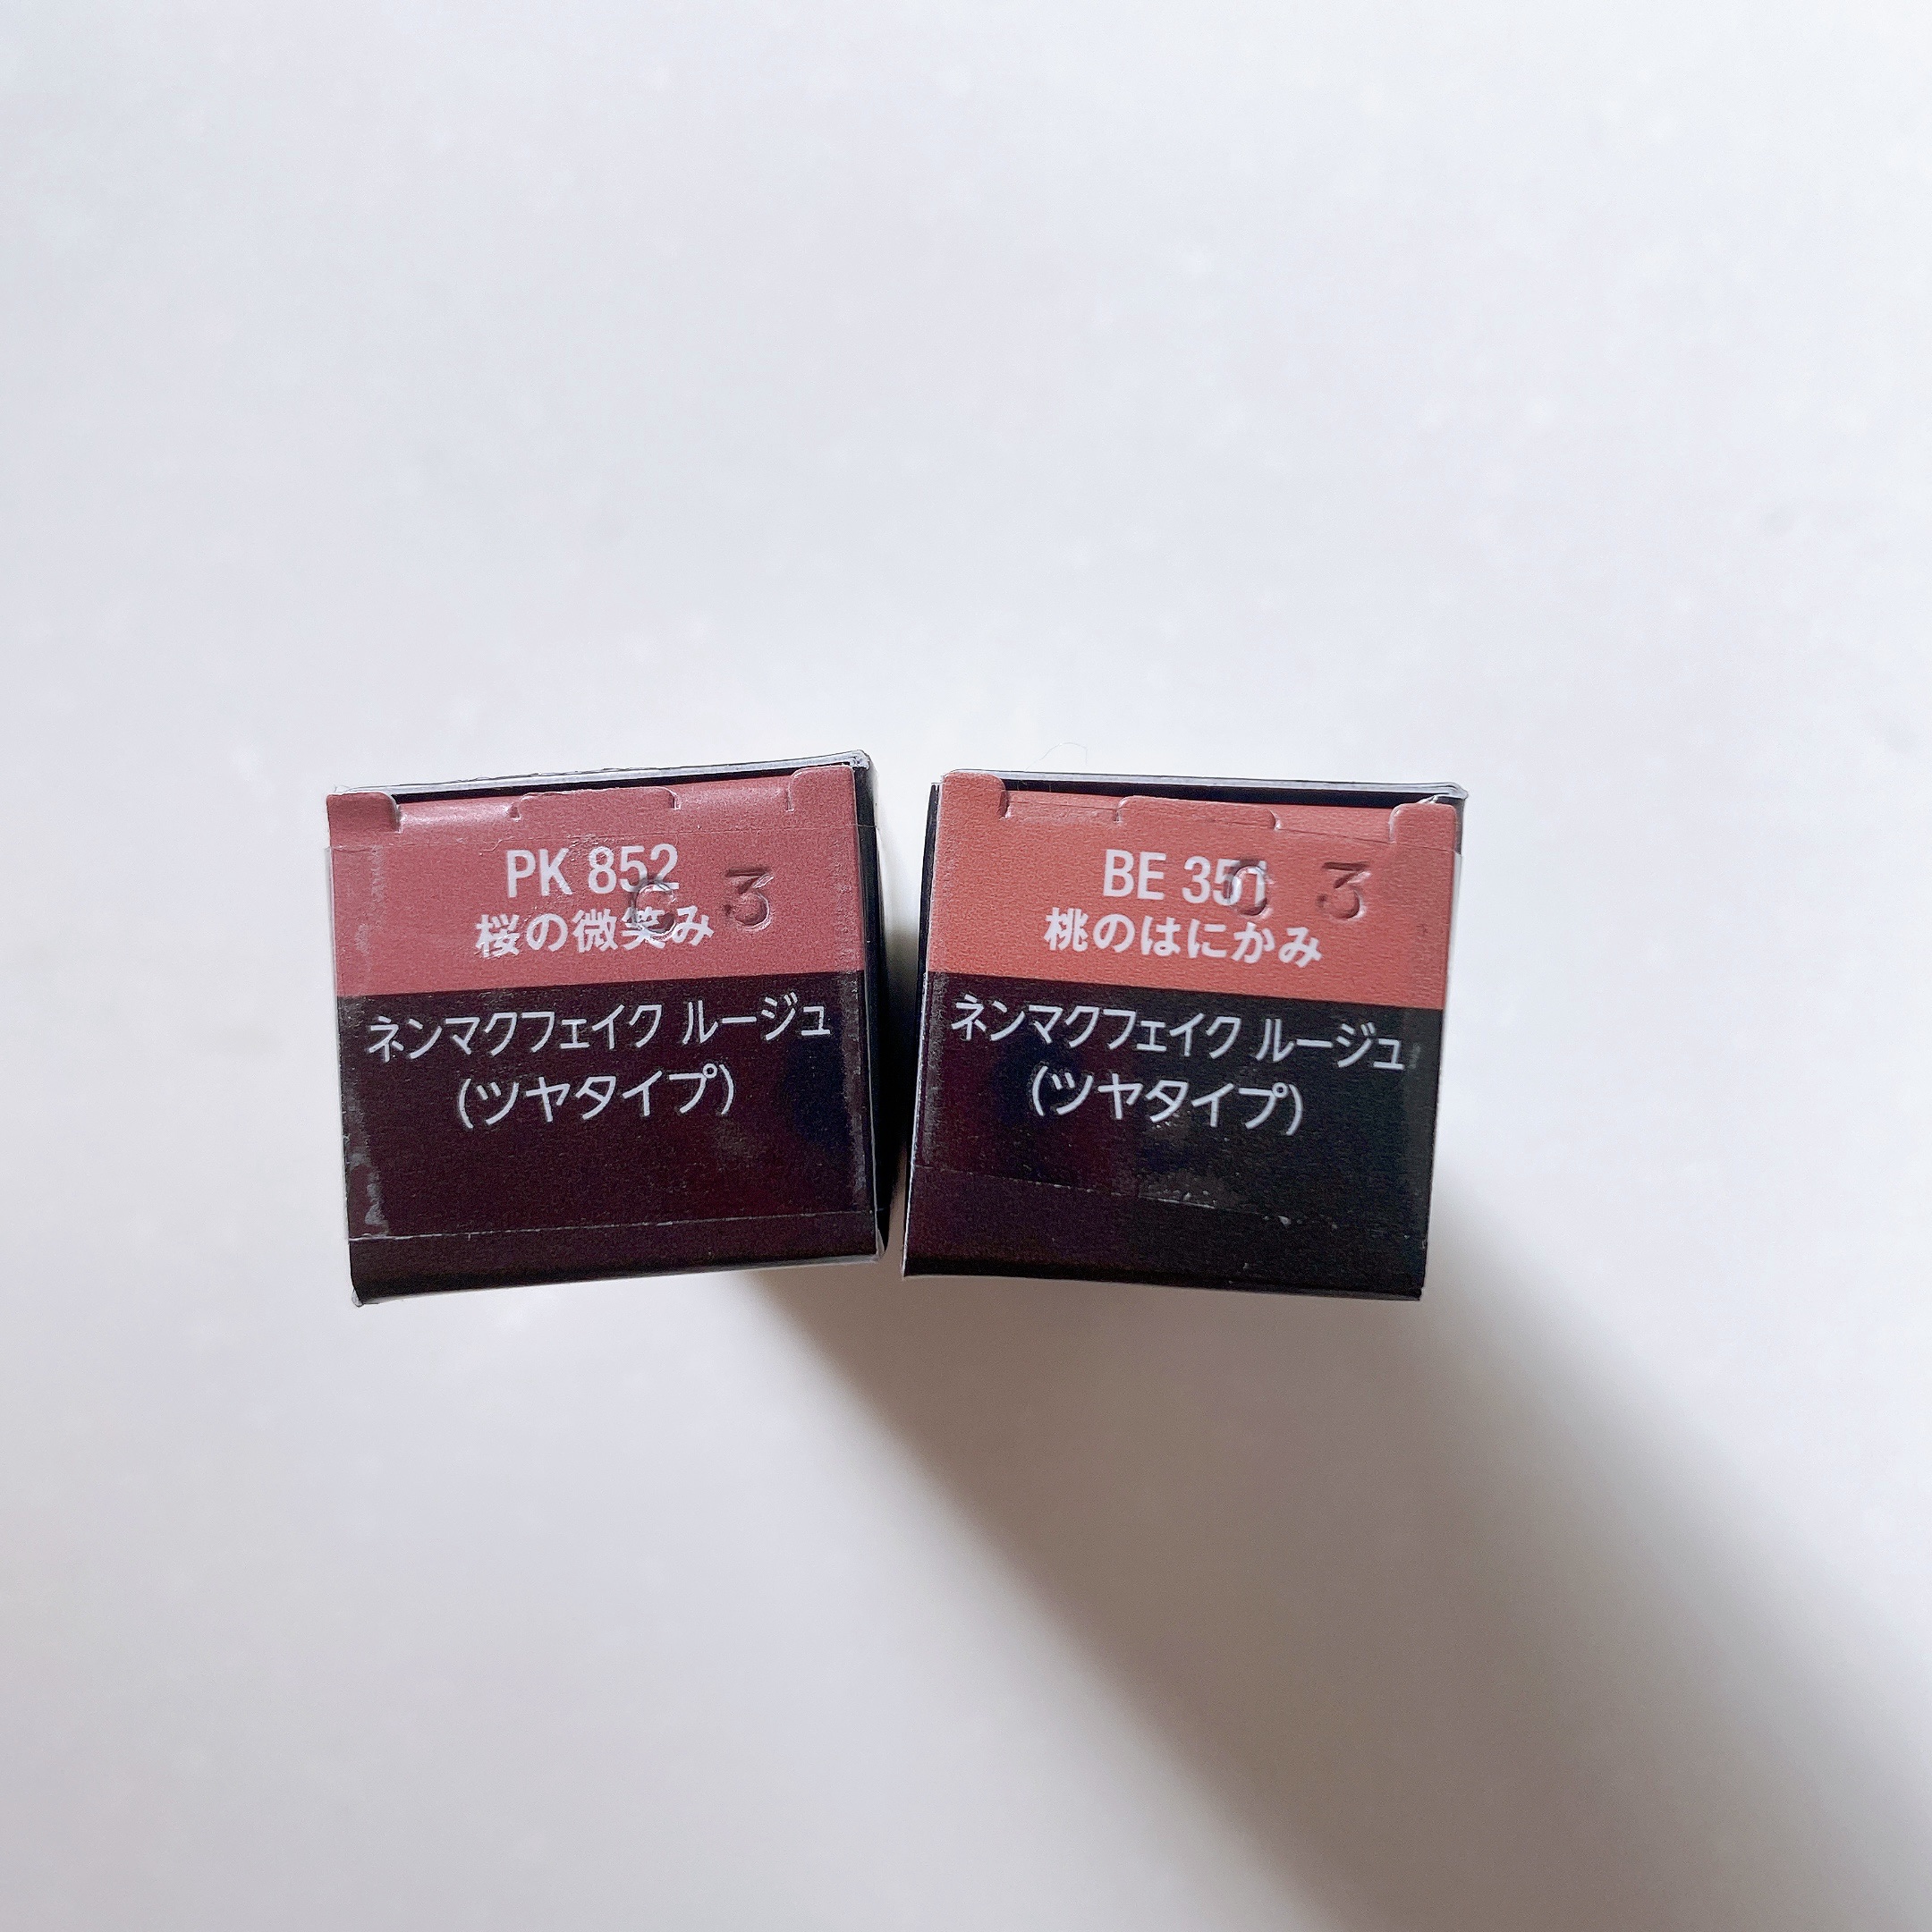 PK 852
桜の微笑み
3
ネンマクフェイク ルージュ
(ツヤタイプ)
BE 351
桃のはにかみ
3
ネンマクフェイク ルージュ
(ツヤタイプ)